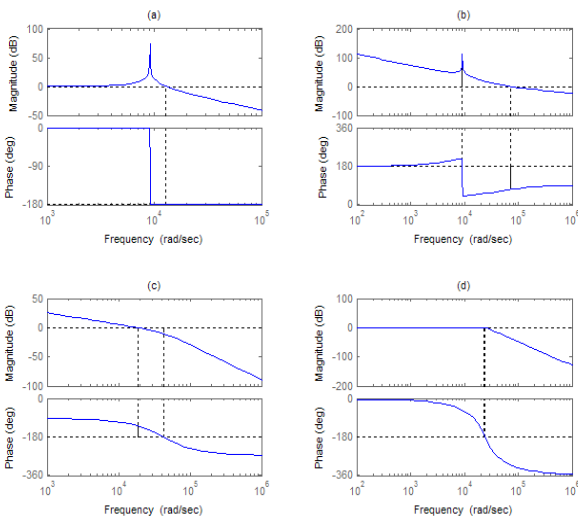 (a)
Magnitude (dB)
100
50
0
-50
Phase (deg)
0
-90
-180
10^3
10^4
10^5
Frequency (rad/sec)
(b)
Magnitude (dB)
200
100
0
-100
Phase (deg)
360
180
0
10^2
10^3
10^4
10^5
10^6
Frequency (rad/sec)
(c)
Magnitude (dB)
50
0
-50
-100
Phase (deg)
0
-180
-360
10^3
10^4
10^5
10^6
Frequency (rad/sec)
(d)
Magnitude (dB)
100
0
-100
-200
Phase (deg)
0
-180
-360
10^2
10^3
10^4
10^5
10^6
Frequency (rad/sec)